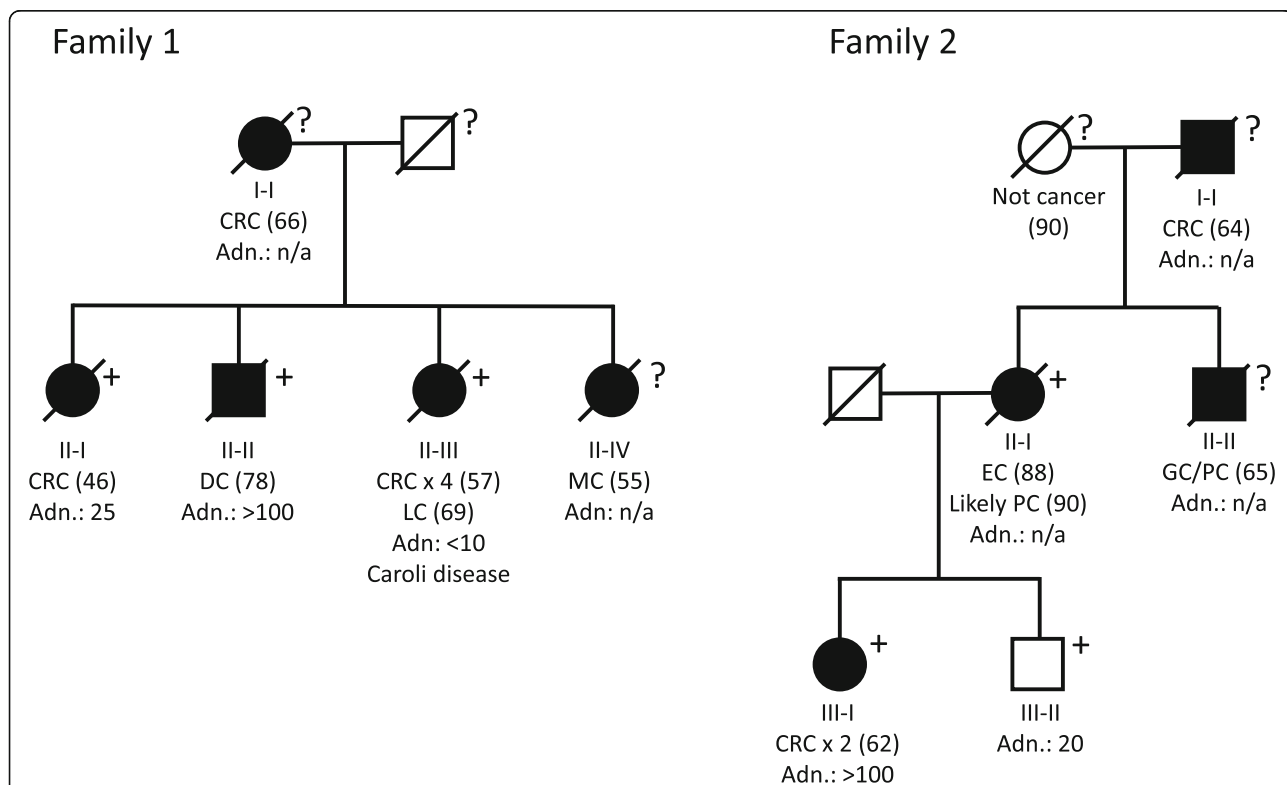 Family 1
?
?
I-I
CRC (66)
Adn.: n/a
+
+
+
?
II-I
CRC (46)
Adn.: 25
II-II
DC (78)
Adn.: >100
II-III
CRC x 4 (57)
LC (69)
Adn: <10
Caroli disease
II-IV
MC (55)
Adn: n/a
Family 2
?
?
Not cancer
(90)
I-I
CRC (64)
Adn.: n/a
+
?
II-I
EC (88)
Likely PC (90)
Adn.: n/a
II-II
GC/PC (65)
Adn.: n/a
+
+
III-I
CRC x 2 (62)
Adn.: >100
III-II
Adn.: 20